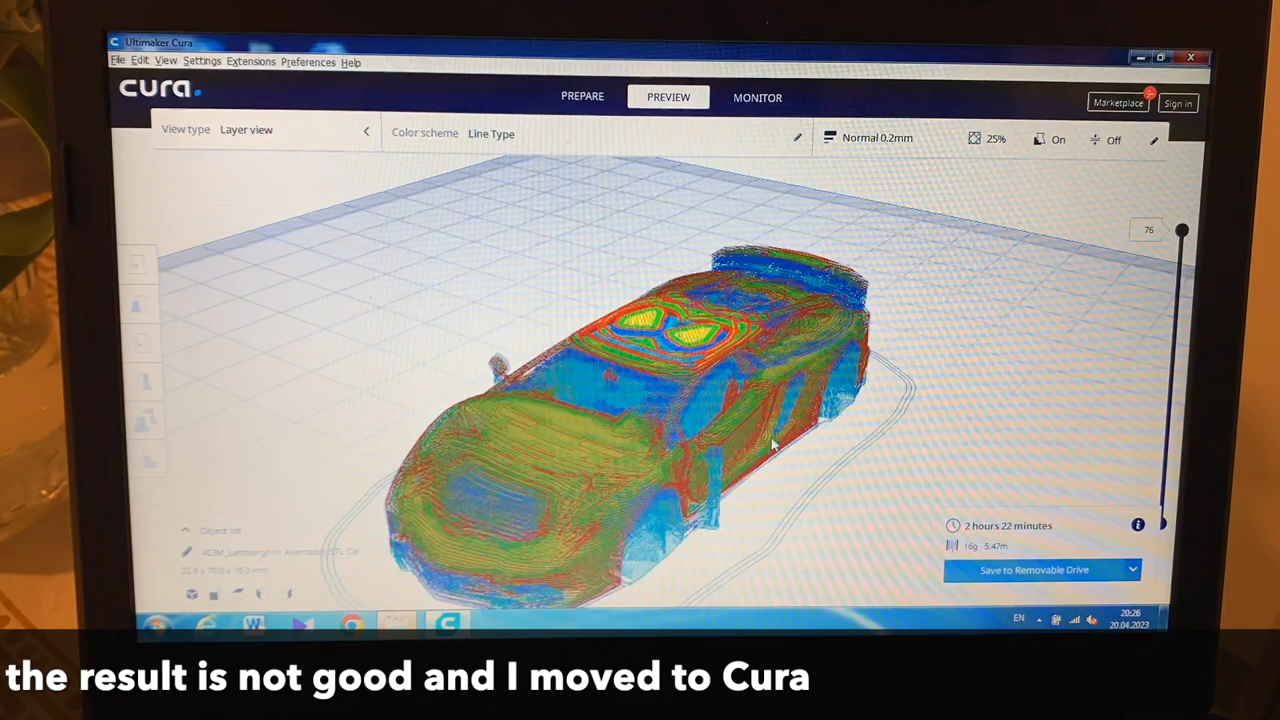 Ultimaker Cura
File Edit View Settings Extensions Preferences Help
cura.
PREPARE PREVIEW MONITOR
Marketplace Sign in
View type Layer view
Color scheme Line Type
Normal 0.2mm 25% On Off
76
2 hours 22 minutes
16g · 5.47m
Save to Removable Drive
Object list
EN 20:26
20.04.2023
the result is not good and I moved to Cura